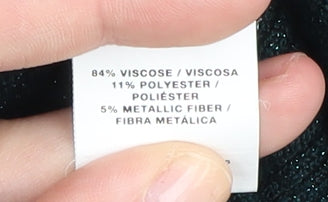 84% VISCOSE / VISCOSA
11% POLYESTER /
POLIÉSTER
5% METALLIC FIBER /
FIBRA METÁLICA